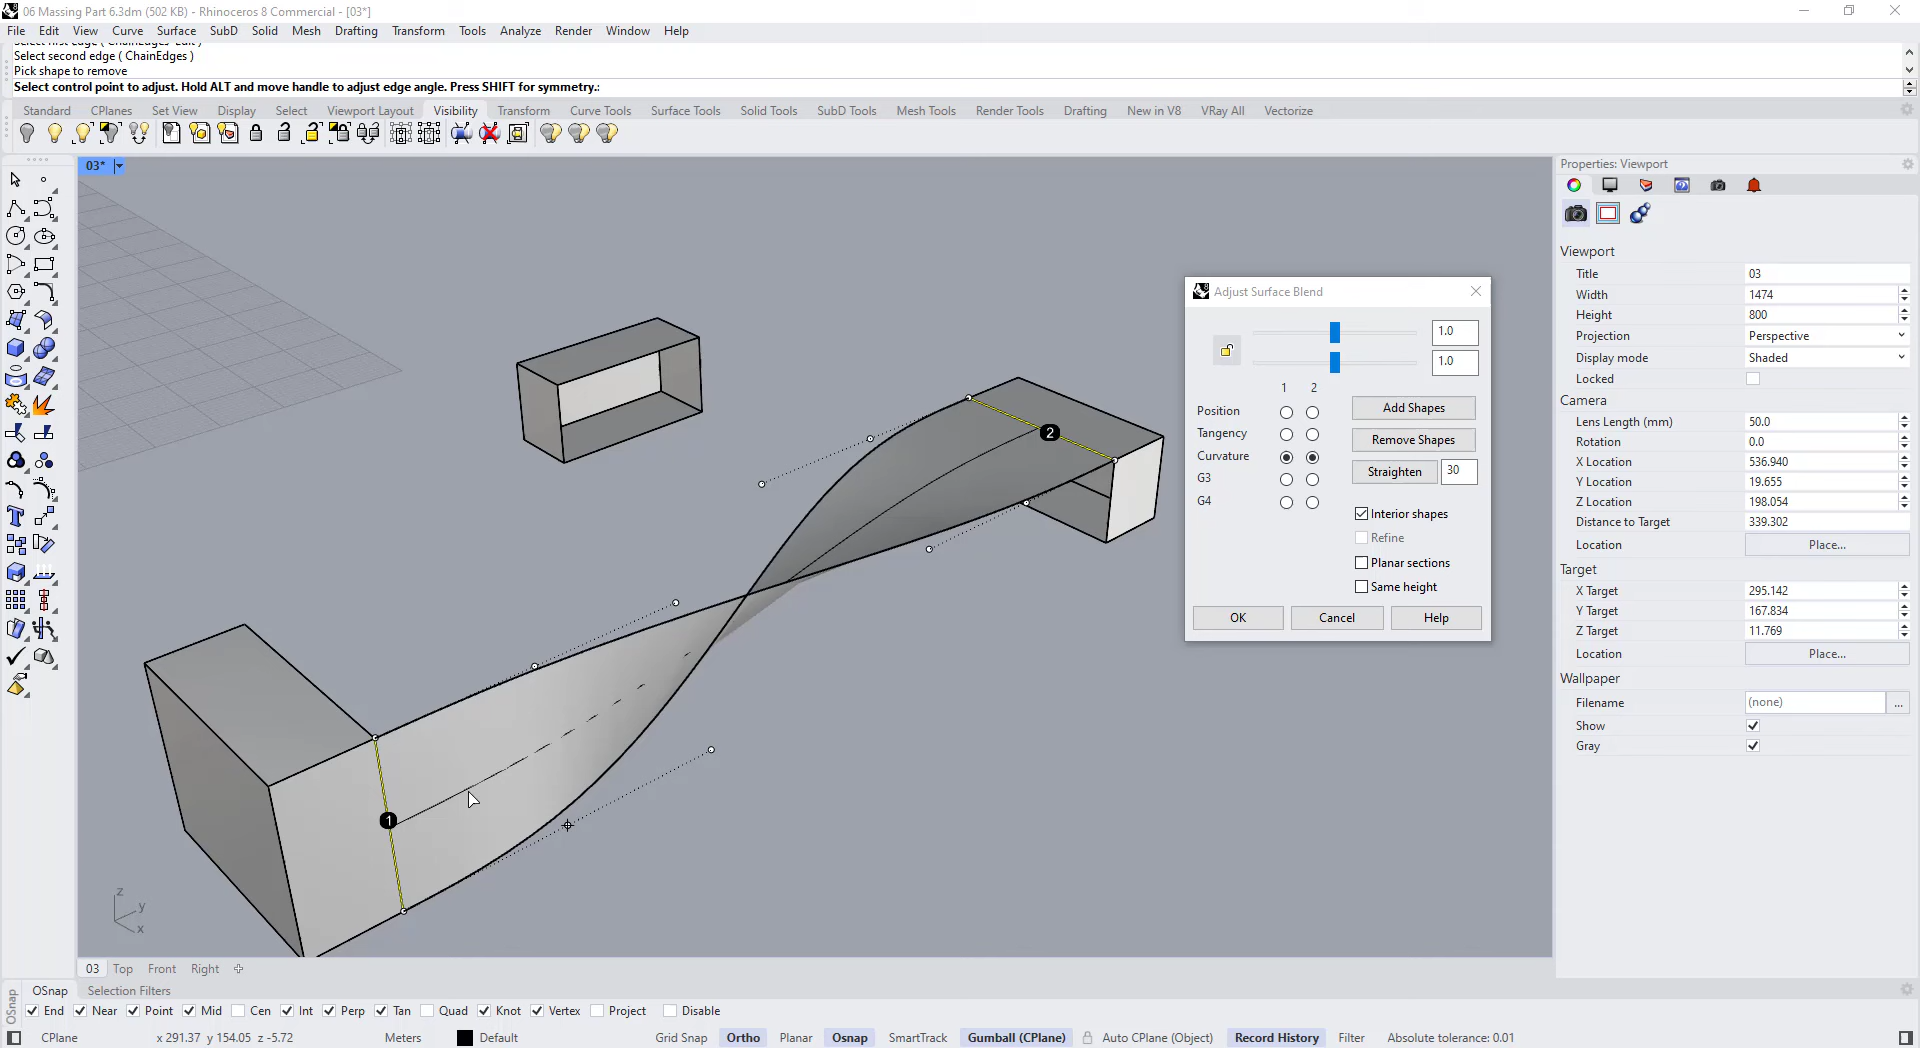 06 Massing Part 6.3dm (502 KB) - Rhinoceros 8 Commercial - [03*]
File Edit View Curve Surface SubD Solid Mesh Drafting Transform Tools Analyze Render Window Help
Select first edge ( ChainEdges Edit )
Select second edge ( ChainEdges )
Pick shape to remove
Select control point to adjust. Hold ALT and move handle to adjust edge angle. Press SHIFT for symmetry.:
Standard CPlanes Set View Display Select Viewport Layout Visibility Transform Curve Tools Surface Tools Solid Tools SubD Tools Mesh Tools Render Tools Drafting New in V8 VRay All Vectorize
03*
Properties: Viewport
Viewport
Title 03
Width 1474
Height 800
Projection Perspective
Display mode Shaded
Locked
Camera
Lens Length (mm) 50.0
Rotation 0.0
X Location 536.940
Y Location 19.655
Z Location 198.054
Distance to Target 339.302
Location Place...
Target
X Target 295.142
Y Target 167.834
Z Target 11.769
Location Place...
Wallpaper
Filename (none) ...
Show
Gray
Adjust Surface Blend
1.0
1.0
1 2
Position
Tangency
Curvature
G3
G4
Add Shapes
Remove Shapes
Straighten 30
Interior shapes
Refine
Planar sections
Same height
OK Cancel Help
2
1
z
y
x
03 Top Front Right
OSnap
OSnap Selection Filters
End Near Point Mid Cen Int Perp Tan Quad Knot Vertex Project Disable
CPlane x 291.37 y 154.05 z -5.72 Meters Default Grid Snap Ortho Planar Osnap SmartTrack Gumball (CPlane) Auto CPlane (Object) Record History Filter Absolute tolerance: 0.01